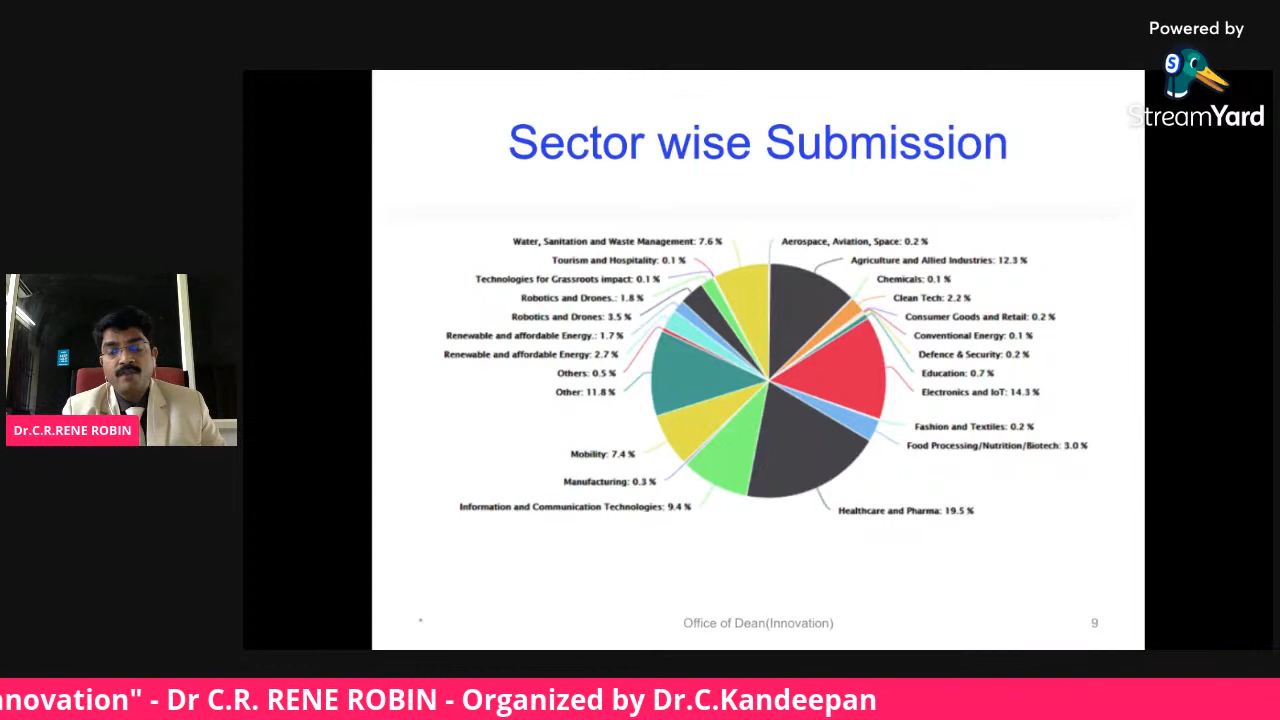 Powered by
StreamYard
Sector wise Submission
Water, Sanitation and Waste Management: 7.6 %
Tourism and Hospitality: 0.1 %
Technologies for Grassroots impact: 0.1 %
Robotics and Drones.: 1.8 %
Robotics and Drones: 3.5 %
Renewable and affordable Energy.: 1.7 %
Renewable and affordable Energy: 2.7 %
Others: 0.5 %
Other: 11.8 %
Mobility: 7.4 %
Manufacturing: 0.3 %
Information and Communication Technologies: 9.4 %
Aerospace, Aviation, Space: 0.2 %
Agriculture and Allied Industries: 12.3 %
Chemicals: 0.1 %
Clean Tech: 2.2 %
Consumer Goods and Retail: 0.2 %
Conventional Energy: 0.1 %
Defence & Security: 0.2 %
Education: 0.7 %
Electronics and IoT: 14.3 %
Fashion and Textiles: 0.2 %
Food Processing/Nutrition/Biotech: 3.0 %
Healthcare and Pharma: 19.5 %
Dr.C.R.RENE ROBIN
Office of Dean(Innovation)
9
nnovation" - Dr C.R. RENE ROBIN - Organized by Dr.C.Kandeepan